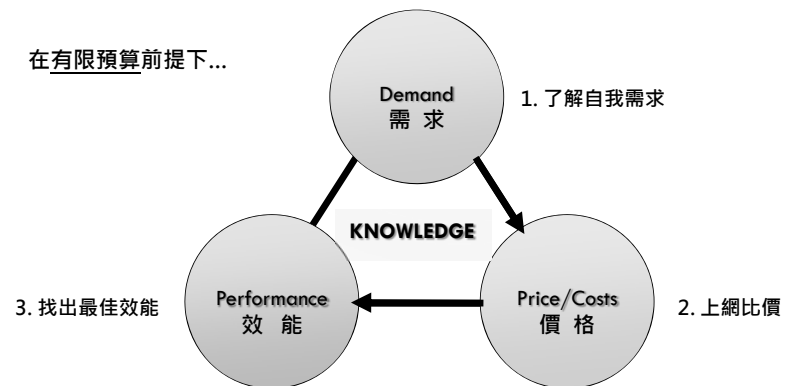 在有限預算前提下...
Demand
需 求
1. 了解自我需求
KNOWLEDGE
Performance
效 能
3. 找出最佳效能
Price/Costs
價 格
2. 上網比價